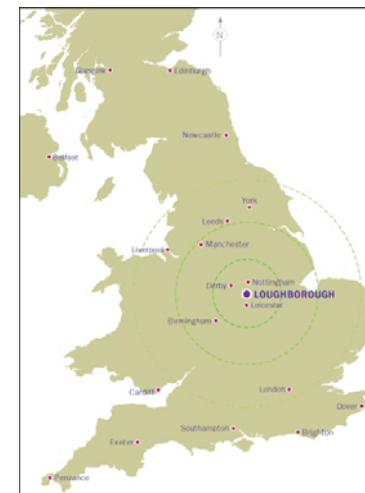 N
Glasgow
Edinburgh
Newcastle
Belfast
York
Leeds
Manchester
Liverpool
Nottingham
Derby
LOUGHBOROUGH
Leicester
Birmingham
Cardiff
London
Dover
Southampton
Brighton
Exeter
Penzance